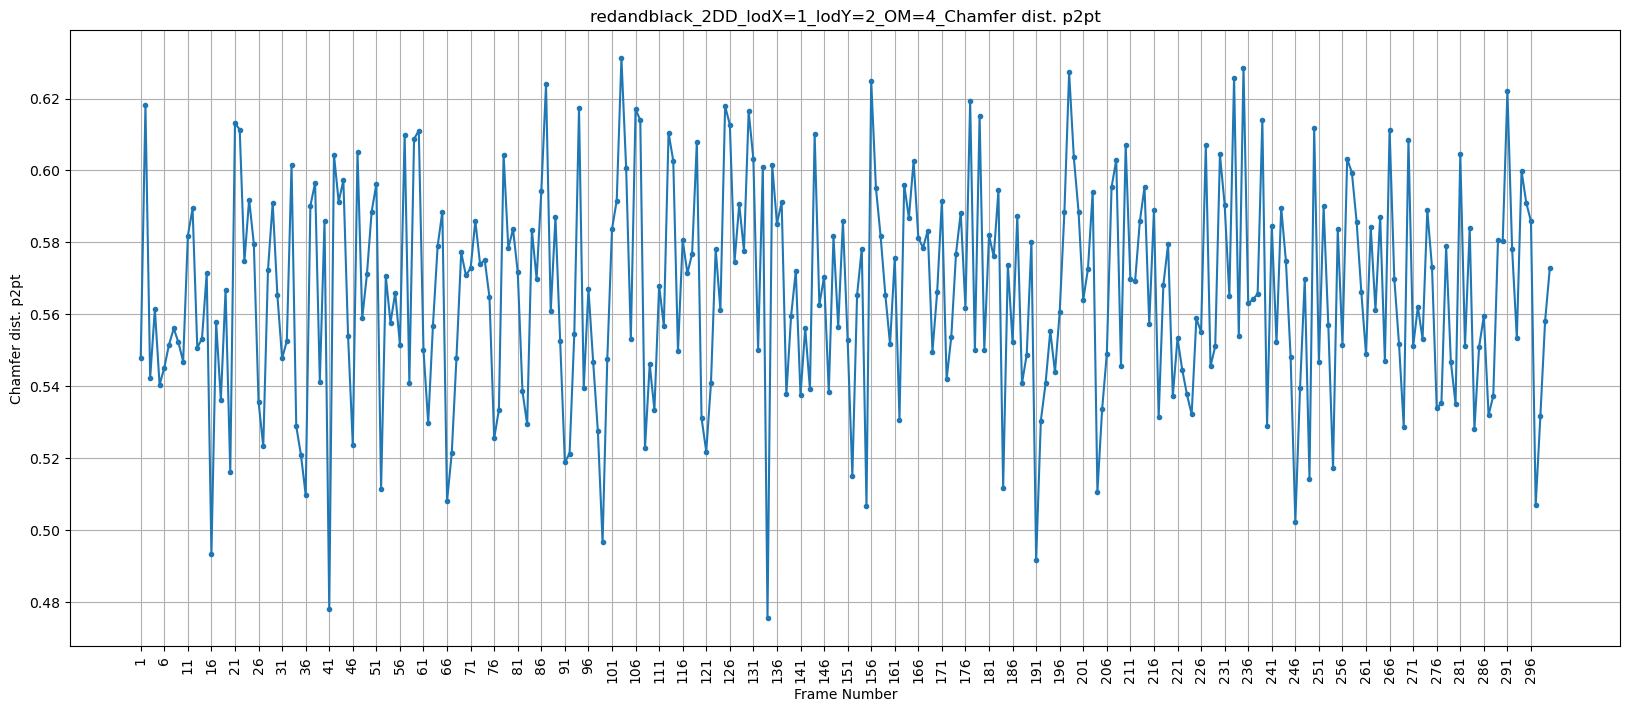 redandblack_2DD_lodX=1_lodY=2_OM=4_Chamfer dist. p2pt
0.62
0.60
0.58
0.56
0.54
0.52
0.50
0.48
Chamfer dist. p2pt
1 6 11 16 21 26 31 36 41 46 51 56 61 66 71 76 81 86 91 96 101 106 111 116 121 126 131 136 141 146 151 156 161 166 171 176 181 186 191 196 201 206 211 216 221 226 231 236 241 246 251 256 261 266 271 276 281 286 291 296
Frame Number